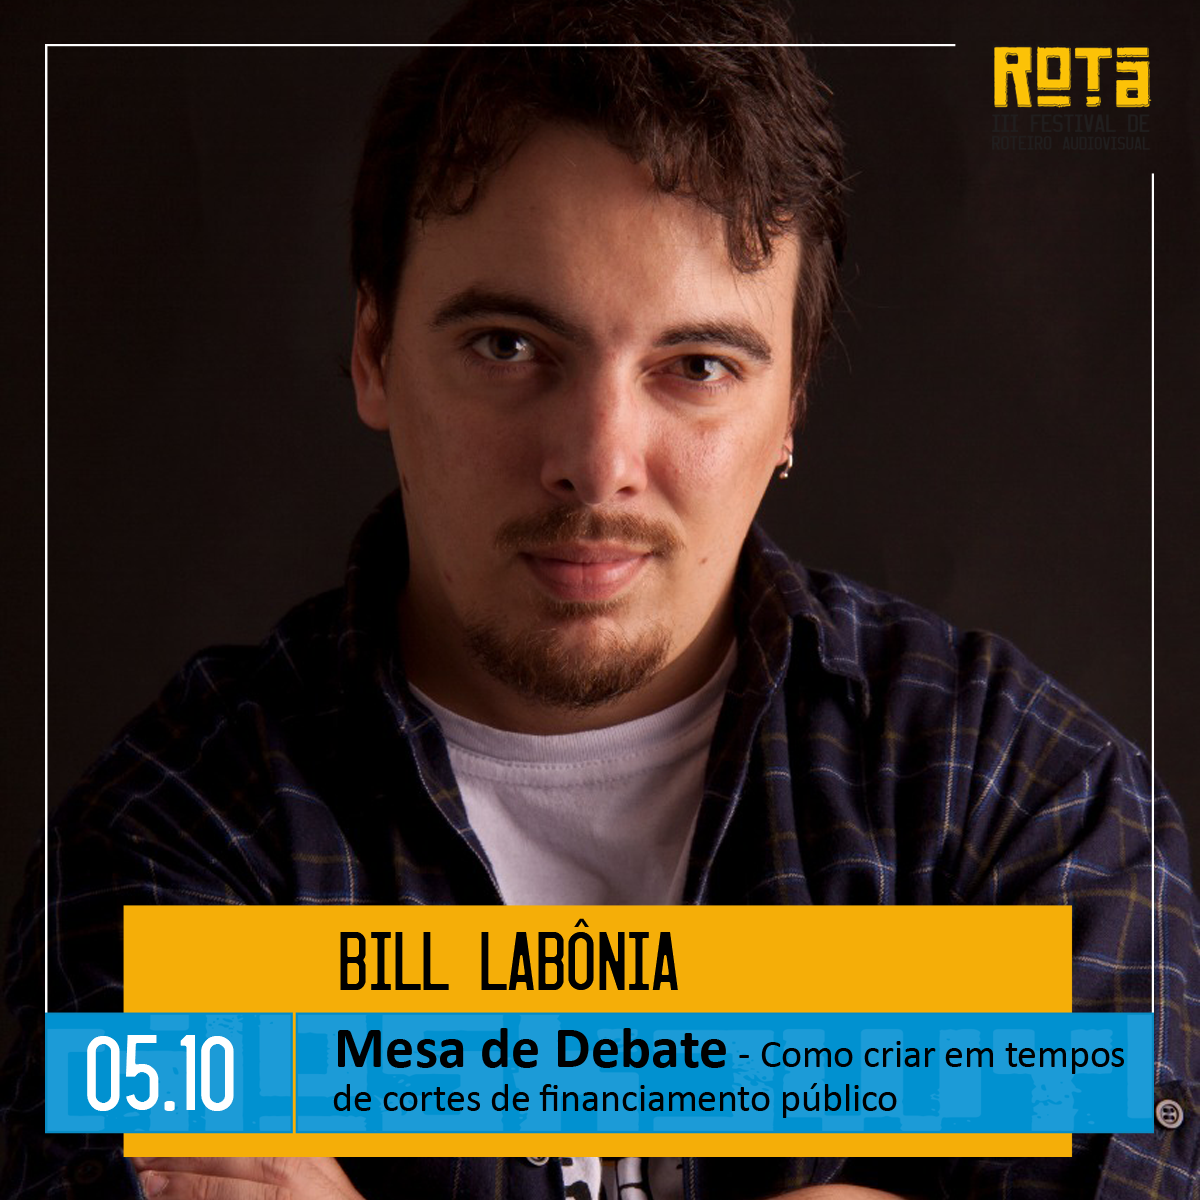 ROTA
III FESTIVAL DE
ROTEIRO AUDIOVISUAL
BILL LABÔNIA
05.10
Mesa de Debate - Como criar em tempos
de cortes de financiamento público